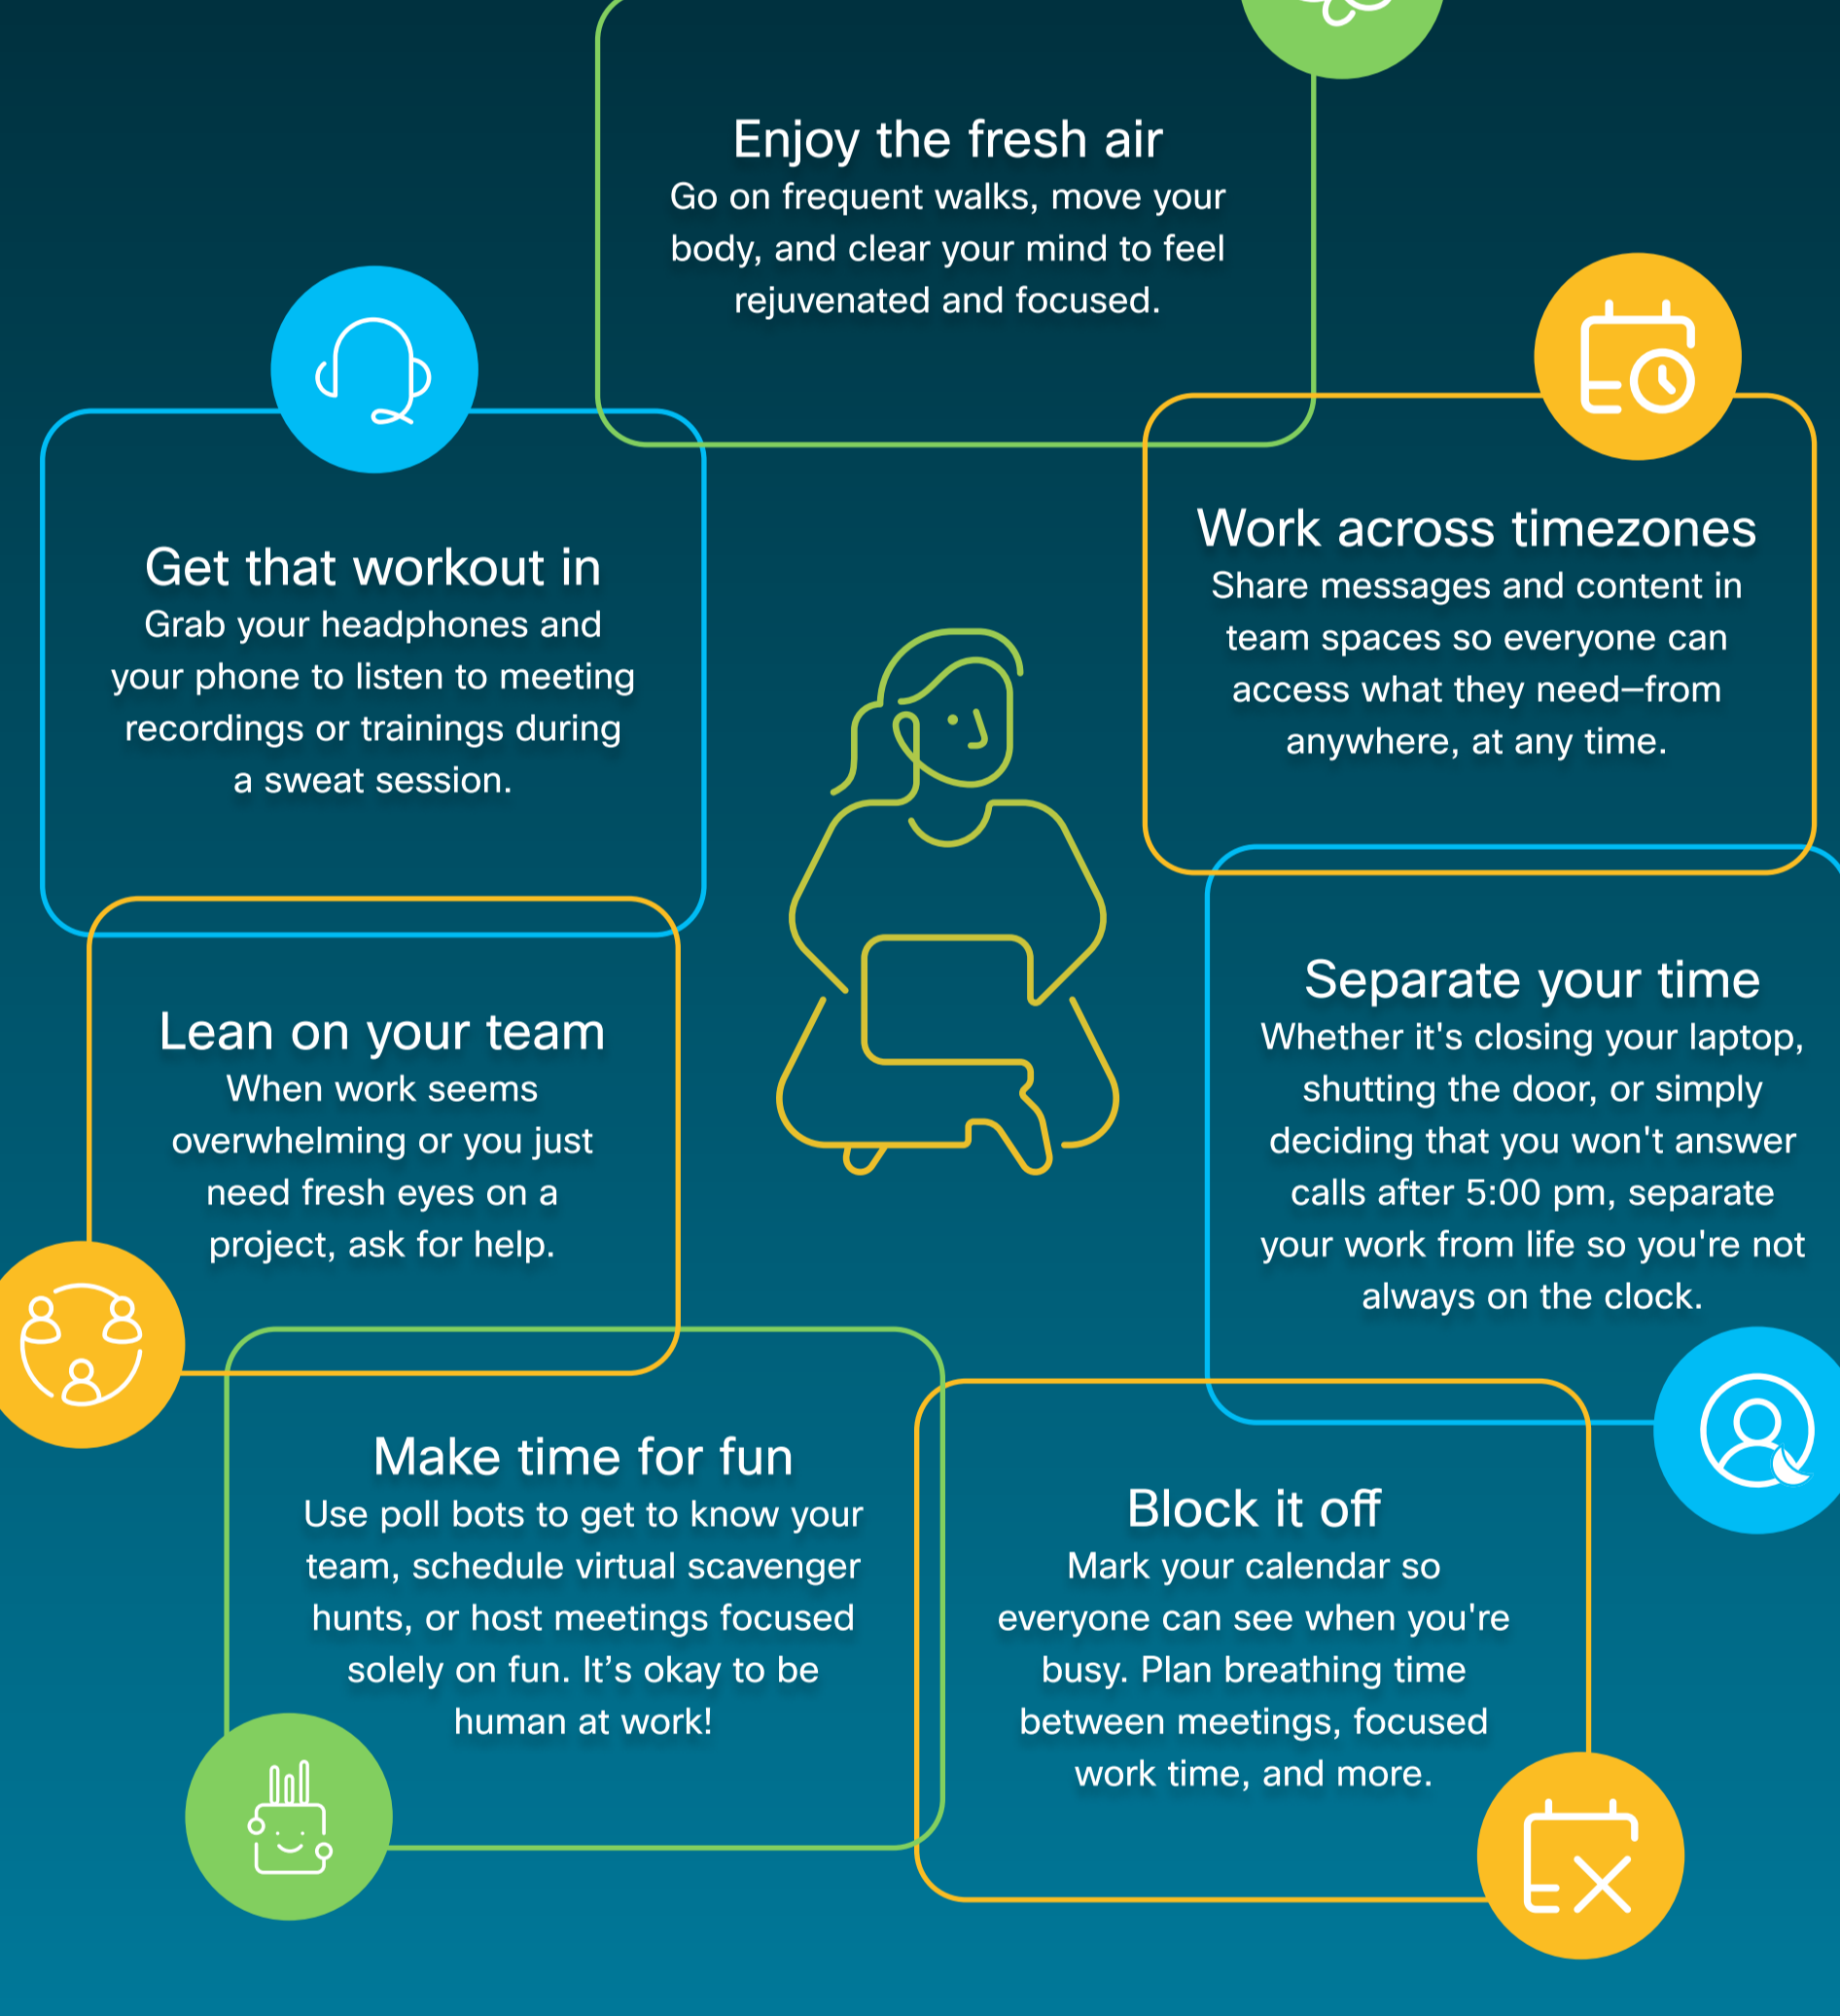 Enjoy the fresh air
Go on frequent walks, move your
body, and clear your mind to feel
rejuvenated and focused.
Get that workout in
Grab your headphones and
your phone to listen to meeting
recordings or trainings during
a sweat session.
Work across timezones
Share messages and content in
team spaces so everyone can
access what they need—from
anywhere, at any time.
Lean on your team
When work seems
overwhelming or you just
need fresh eyes on a
project, ask for help.
Separate your time
Whether it's closing your laptop,
shutting the door, or simply
deciding that you won't answer
calls after 5:00 pm, separate
your work from life so you're not
always on the clock.
Make time for fun
Use poll bots to get to know your
team, schedule virtual scavenger
hunts, or host meetings focused
solely on fun. It’s okay to be
human at work!
Block it off
Mark your calendar so
everyone can see when you're
busy. Plan breathing time
between meetings, focused
work time, and more.